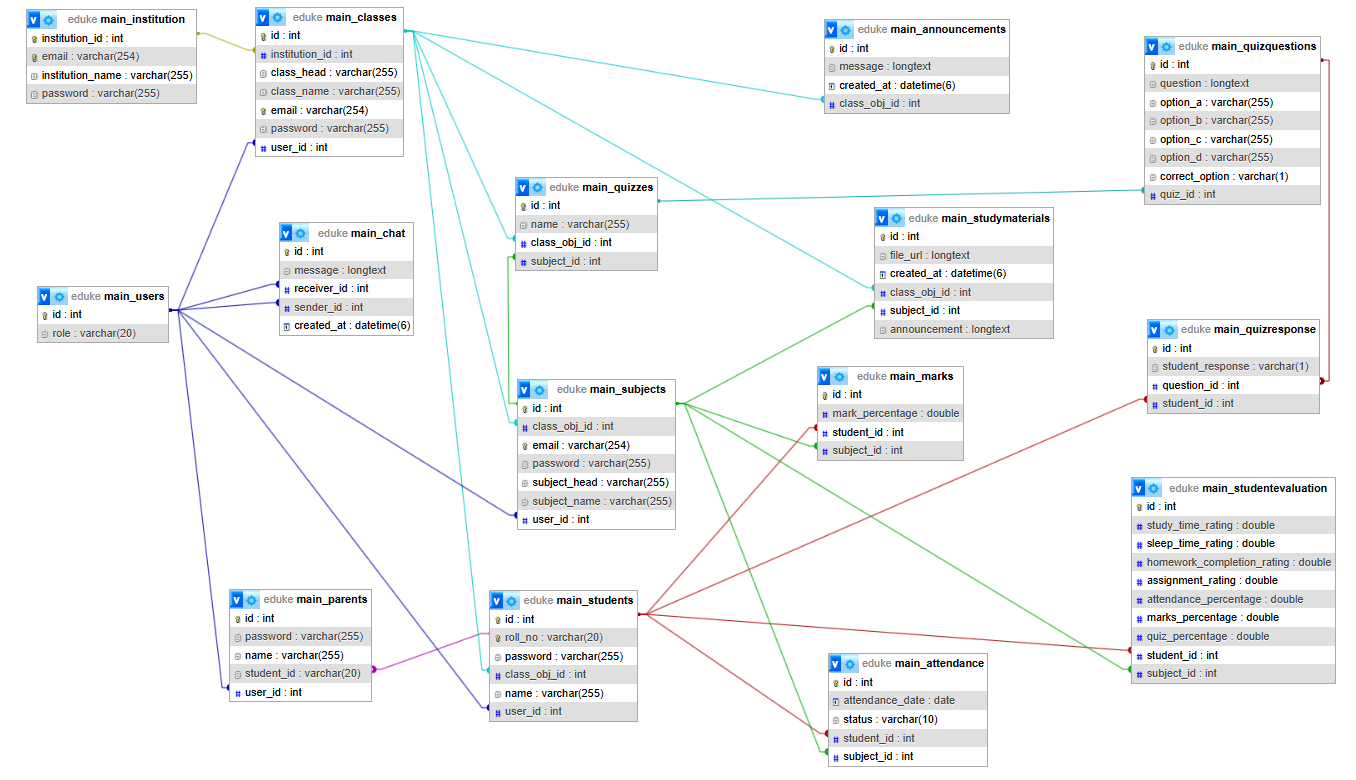 eduke main_institution
institution_id : int
email : varchar(254)
institution_name : varchar(255)
password : varchar(255)
eduke main_classes
id : int
institution_id : int
class_head : varchar(255)
class_name : varchar(255)
email : varchar(254)
password : varchar(255)
user_id : int
eduke main_announcements
id : int
message : longtext
created_at : datetime(6)
class_obj_id : int
eduke main_quizquestions
id : int
question : longtext
option_a : varchar(255)
option_b : varchar(255)
option_c : varchar(255)
option_d : varchar(255)
correct_option : varchar(1)
quiz_id : int
eduke main_quizzes
id : int
name : varchar(255)
class_obj_id : int
subject_id : int
eduke main_studymaterials
id : int
file_url : longtext
created_at : datetime(6)
class_obj_id : int
subject_id : int
announcement : longtext
eduke main_chat
id : int
message : longtext
receiver_id : int
sender_id : int
created_at : datetime(6)
eduke main_users
id : int
role : varchar(20)
eduke main_quizresponse
id : int
student_response : varchar(1)
question_id : int
student_id : int
eduke main_marks
id : int
mark_percentage : double
student_id : int
subject_id : int
eduke main_subjects
id : int
class_obj_id : int
email : varchar(254)
password : varchar(255)
subject_head : varchar(255)
subject_name : varchar(255)
user_id : int
eduke main_studentevaluation
id : int
study_time_rating : double
sleep_time_rating : double
homework_completion_rating : double
assignment_rating : double
attendance_percentage : double
marks_percentage : double
quiz_percentage : double
student_id : int
subject_id : int
eduke main_parents
id : int
password : varchar(255)
name : varchar(255)
student_id : varchar(20)
user_id : int
eduke main_students
id : int
roll_no : varchar(20)
password : varchar(255)
class_obj_id : int
name : varchar(255)
user_id : int
eduke main_attendance
id : int
attendance_date : date
status : varchar(10)
student_id : int
subject_id : int